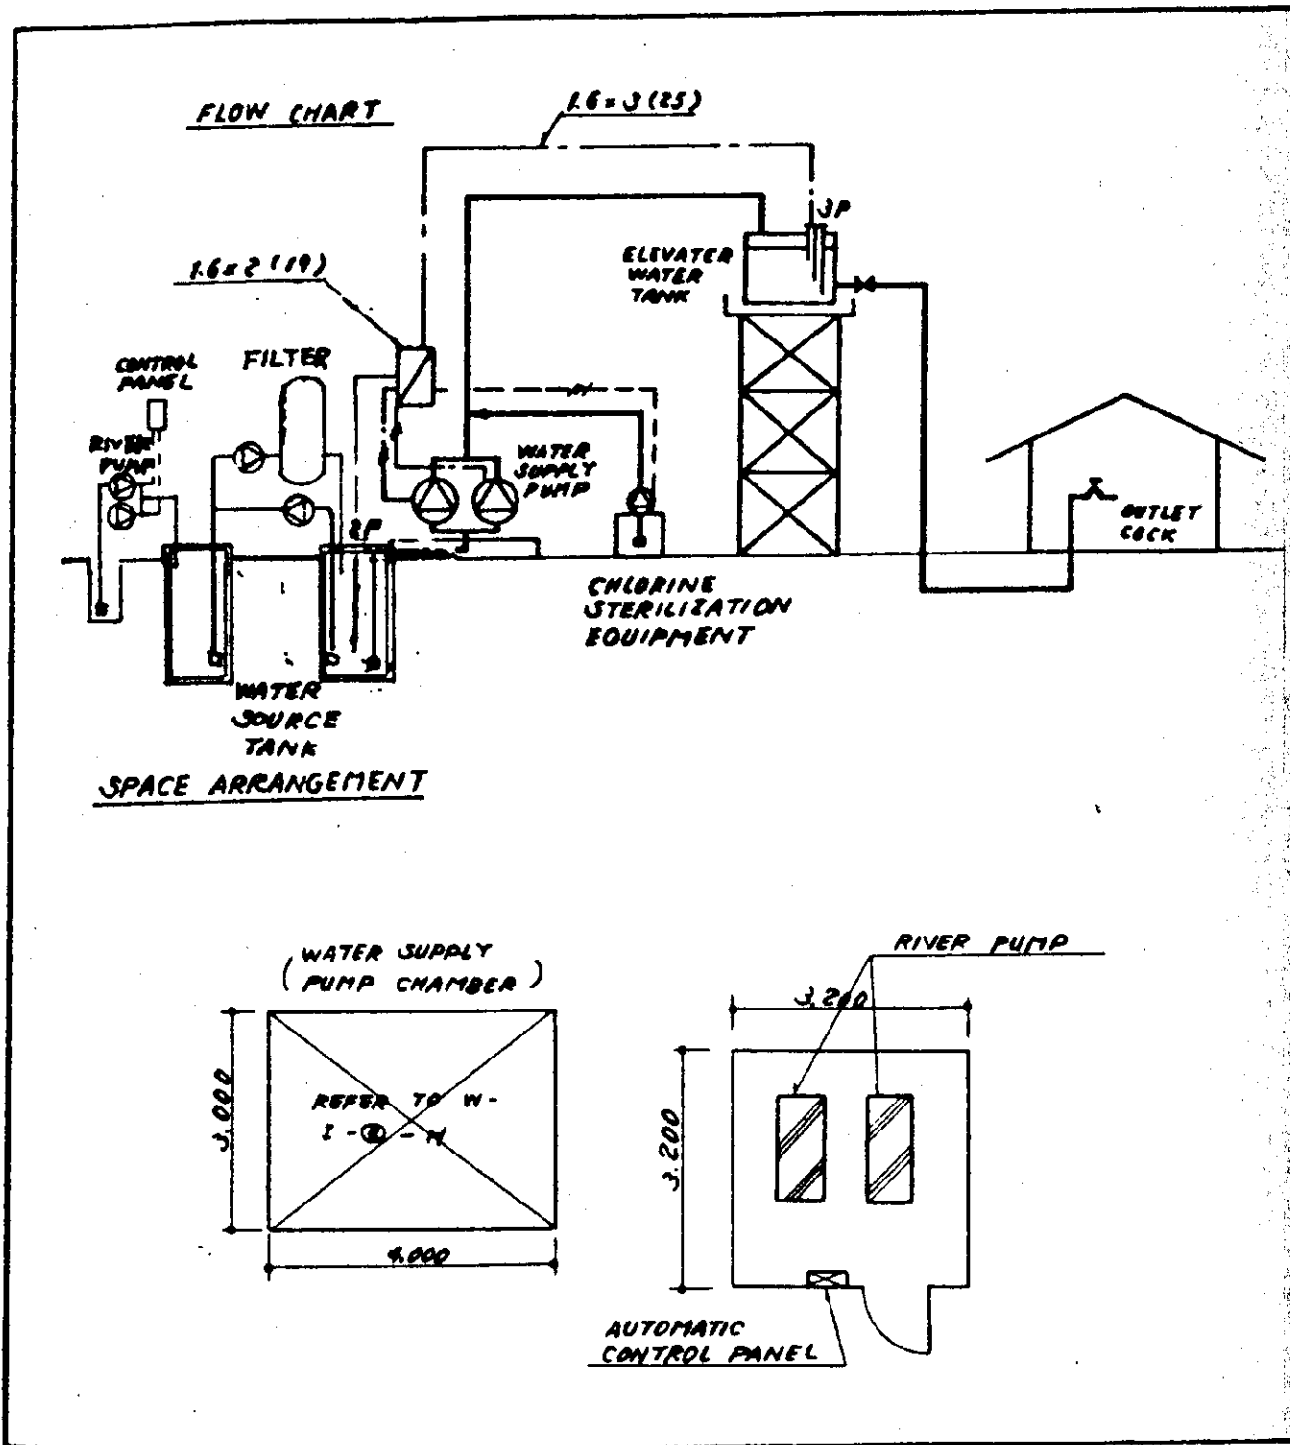 FLOW CHART
1.6 × 3 (25)
3P
ELEVATER
WATER
TANK
1.6 × 2 (19)
CONTROL
PANEL
FILTER
RIVER
PUMP
WATER
SUPPLY
PUMP
2P
OUTLET
COCK
CHLORINE
STERILIZATION
EQUIPMENT
WATER
SOURCE
TANK
SPACE ARRANGEMENT
(WATER SUPPLY
PUMP CHAMBER)
RIVER PUMP
3.200
3.000
REFER TO W-
I - - M
4.000
3.200
AUTOMATIC
CONTROL PANEL